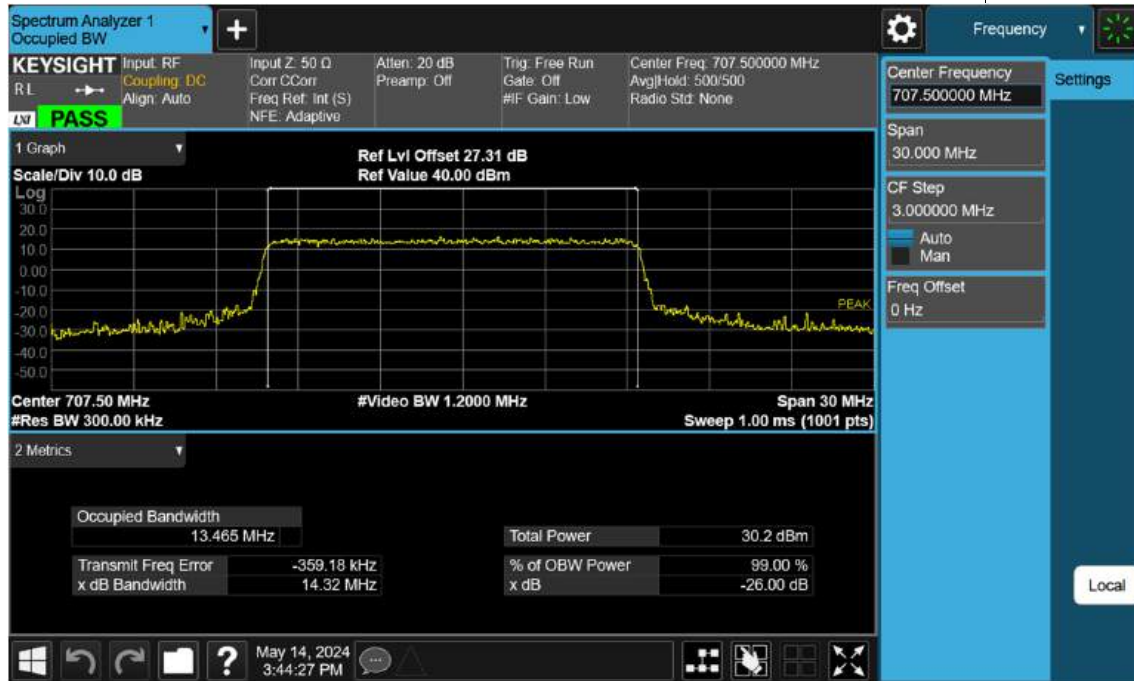 Spectrum Analyzer 1
Occupied BW
+
Frequency
KEYSIGHT
R L
LXI PASS
Input: RF
Coupling: DC
Align: Auto
Input Z: 50 Ω
Corr CCorr
Freq Ref: Int (S)
NFE: Adaptive
Atten: 20 dB
Preamp: Off
Trig: Free Run
Gate: Off
#IF Gain: Low
Center Freq: 707.500000 MHz
Avg|Hold: 500/500
Radio Std: None
1 Graph
Scale/Div 10.0 dB
Ref Lvl Offset 27.31 dB
Ref Value 40.00 dBm
Log
30.0
20.0
10.0
0.00
-10.0
-20.0
-30.0
-40.0
-50.0
PEAK
Center 707.50 MHz
#Video BW 1.2000 MHz
Span 30 MHz
#Res BW 300.00 kHz
Sweep 1.00 ms (1001 pts)
2 Metrics
Occupied Bandwidth
13.465 MHz
Total Power 30.2 dBm
Transmit Freq Error -359.18 kHz
% of OBW Power 99.00 %
x dB Bandwidth 14.32 MHz
x dB -26.00 dB
?
May 14, 2024
3:44:27 PM
Center Frequency
707.500000 MHz
Settings
Span
30.000 MHz
CF Step
3.000000 MHz
Auto
Man
Freq Offset
0 Hz
Local